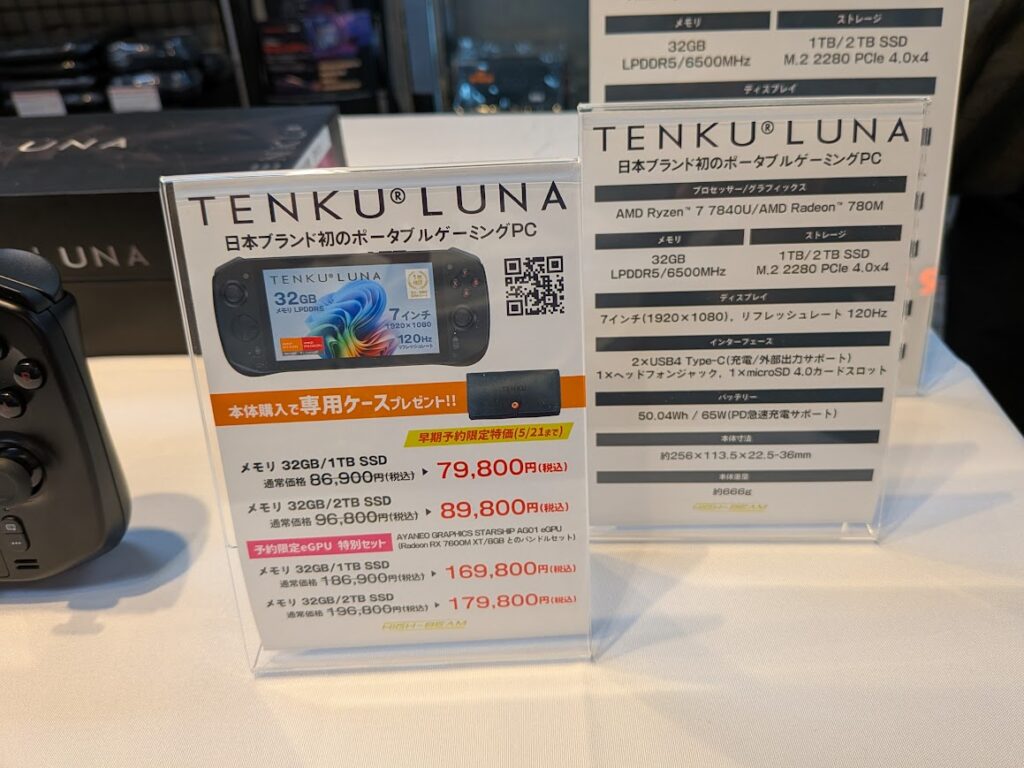 メモリ
ストレージ
32GB
LPDDR5/6500MHz
1TB/2TB SSD
M.2 2280 PCIe 4.0x4
ディスプレイ
LUNA
LUNA
TENKU® LUNA
日本ブランド初のポータブルゲーミングPC
TENKU® LUNA
32GB
メモリ LPDDR5
7インチ
1920×1080
120Hz
リフレッシュレート
本体購入で専用ケースプレゼント!!
TENKU
早期予約限定特価(5/21まで)
メモリ 32GB/1TB SSD
通常価格 86,900円(税込) ▶ 79,800円(税込)
メモリ 32GB/2TB SSD
通常価格 96,800円(税込) ▶ 89,800円(税込)
予約限定eGPU 特別セット
AYANEO GRAPHICS STARSHIP AG01 eGPU
(Radeon RX 7600M XT/8GB とのバンドルセット)
メモリ 32GB/1TB SSD
通常価格 186,900円(税込) ▶ 169,800円(税込)
メモリ 32GB/2TB SSD
通常価格 196,800円(税込) ▶ 179,800円(税込)
HIGH-BEAM
TENKU® LUNA
日本ブランド初のポータブルゲーミングPC
プロセッサー/グラフィックス
AMD Ryzen™ 7 7840U/AMD Radeon™ 780M
メモリ
ストレージ
32GB
LPDDR5/6500MHz
1TB/2TB SSD
M.2 2280 PCIe 4.0x4
ディスプレイ
7インチ(1920×1080), リフレッシュレート 120Hz
インターフェース
2×USB4 Type-C(充電/外部出力サポート)
1×ヘッドフォンジャック, 1×microSD 4.0カードスロット
バッテリー
50.04Wh / 65W(PD急速充電サポート)
本体寸法
約256×113.5×22.5-36mm
本体重量
約666g
HIGH-BEAM